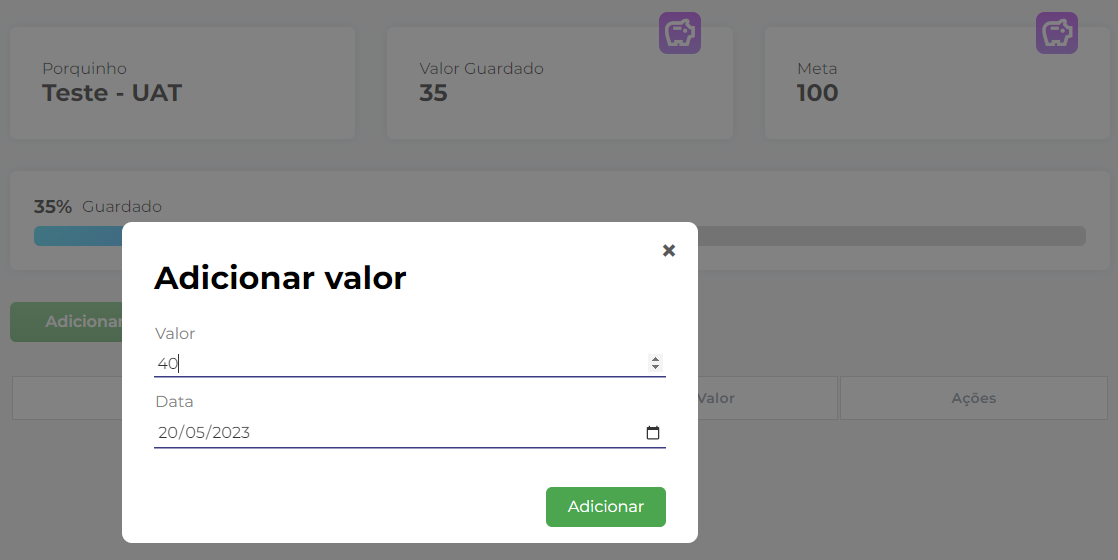 Porquinho
Teste - UAT
Valor Guardado
35
Meta
100
35% Guardado
Adicionar
Adicionar valor
Valor
40
Data
20/05/2023
Adicionar
Valor
Ações